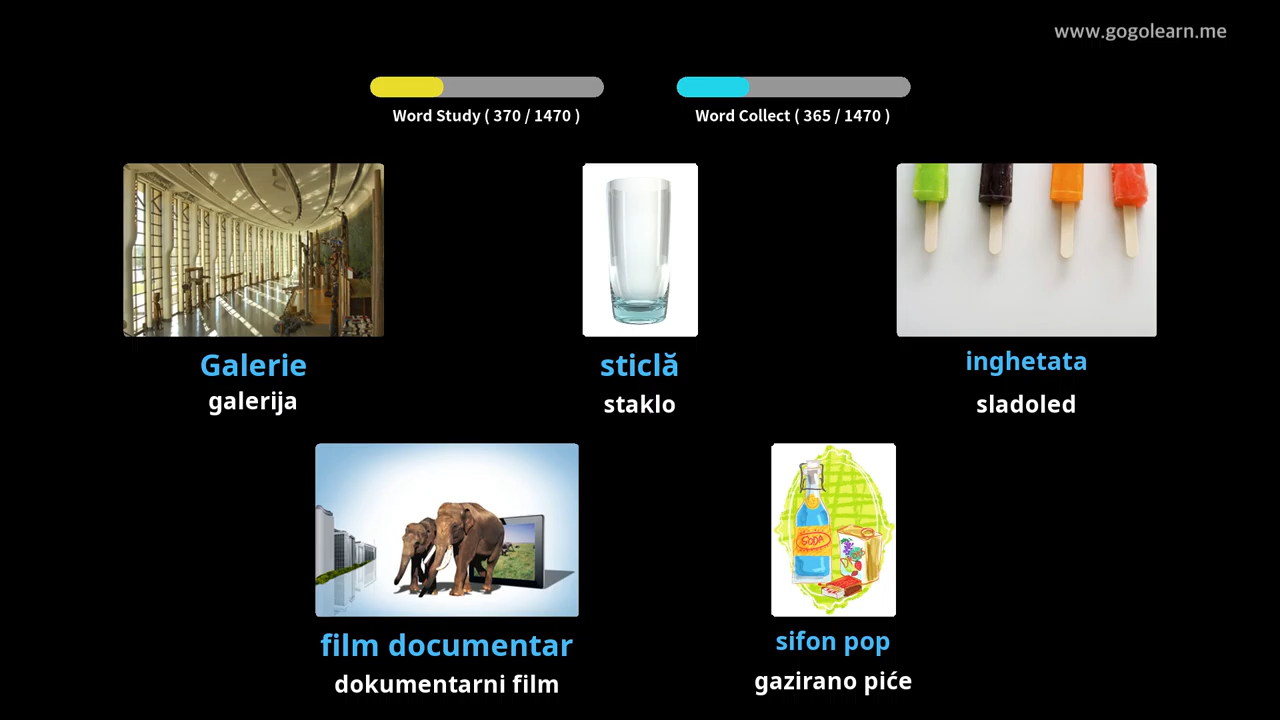 www.gogolearn.me
Word Study ( 370 / 1470 )
Word Collect ( 365 / 1470 )
Galerie
galerija
sticlă
staklo
inghetata
sladoled
SODA
film documentar
dokumentarni film
sifon pop
gazirano piće